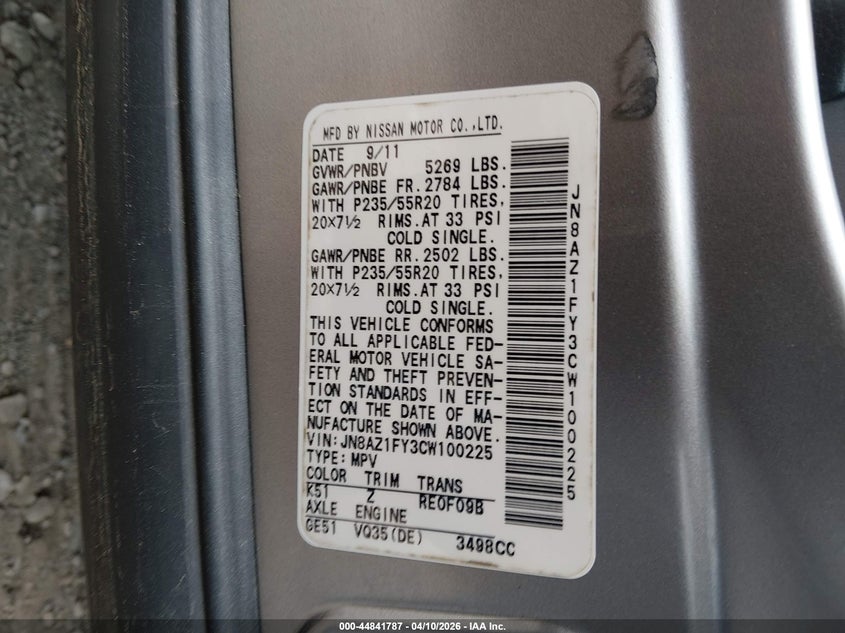 MFD BY NISSAN MOTOR CO.,LTD.
DATE 9/11
GVWR/PNBV 5269 LBS.
GAWR/PNBE FR. 2784 LBS.
WITH P235/55R20 TIRES,
20×7½ RIMS.AT 33 PSI
COLD SINGLE.
GAWR/PNBE RR. 2502 LBS.
WITH P235/55R20 TIRES,
20×7½ RIMS.AT 33 PSI
COLD SINGLE.
THIS VEHICLE CONFORMS
TO ALL APPLICABLE FED-
ERAL MOTOR VEHICLE SA-
FETY AND THEFT PREVEN-
TION STANDARDS IN EFF-
ECT ON THE DATE OF MA-
NUFACTURE SHOWN ABOVE.
VIN:JN8AZ1FY3CW100225
TYPE:MPV
COLOR TRIM TRANS
K51 Z RE0F09B
AXLE ENGINE
GE51 VQ35(DE) 3498CC
JN8AZ1FY3CW100225
000-44841787 - 04/10/2026 - IAA Inc.